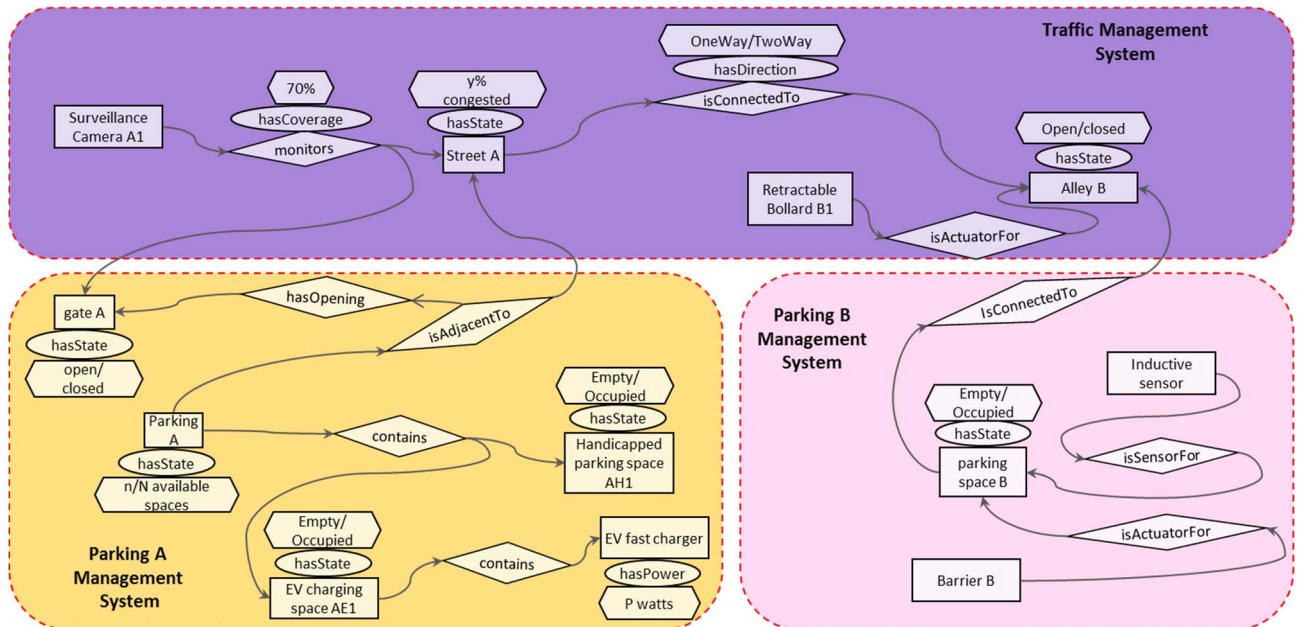 Traffic Management
System
OneWay/TwoWay
hasDirection
isConnectedTo
70%
hasCoverage
monitors
y%
congested
hasState
Street A
Surveillance
Camera A1
Open/closed
hasState
Alley B
Retractable
Bollard B1
isActuatorFor
gate A
hasState
open/
closed
hasOpening
isAdjacentTo
Parking
A
hasState
n/N available
spaces
contains
Empty/
Occupied
hasState
Handicapped
parking space
AH1
Empty/
Occupied
hasState
EV charging
space AE1
contains
EV fast charger
hasPower
P watts
Parking A
Management
System
Parking B
Management
System
IsConnectedTo
Inductive
sensor
Empty/
Occupied
hasState
parking
space B
isSensorFor
isActuatorFor
Barrier B